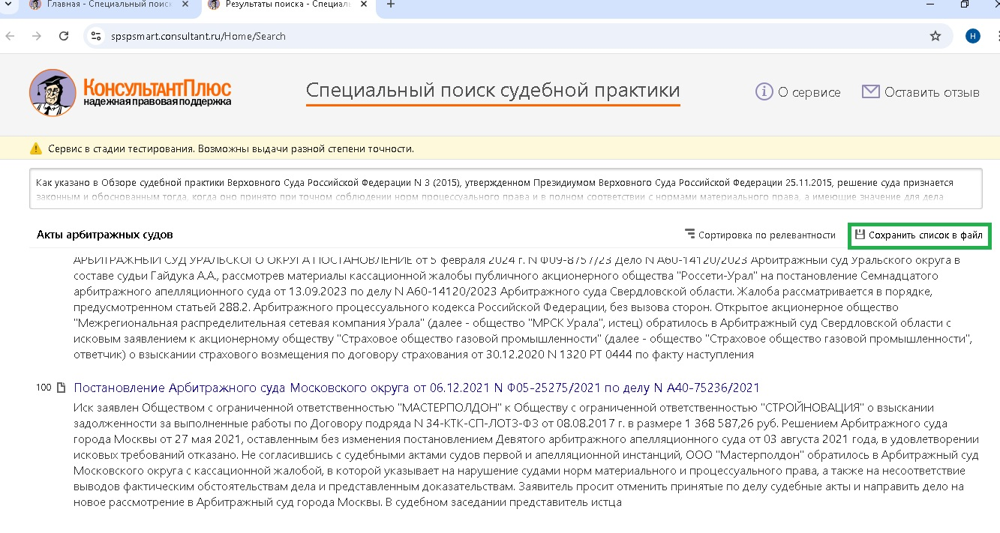 Главная - Специальный поиск
Результаты поиска - Специаль
spspsmart.consultant.ru/Home/Search
Н
КонсультантПлюс
надежная правовая поддержка
Специальный поиск судебной практики
О сервисе
Оставить отзыв
Сервис в стадии тестирования. Возможны выдачи разной степени точности.
Как указано в Обзоре судебной практики Верховного Суда Российской Федерации N 3 (2015), утвержденном Президиумом Верховного Суда Российской Федерации 25.11.2015, решение суда признается
законным и обоснованным тогда, когда оно принято при точном соблюдении норм процессуального права и в полном соответствии с нормами материального права, а имеющие значение для дела
Акты арбитражных судов
Сортировка по релевантности
Сохранить список в файл
АРБИТРАЖНЫЙ СУД УРАЛЬСКОГО ОКРУГА ПОСТАНОВЛЕНИЕ от 5 февраля 2024 г. N Ф09-8757/23 Дело N А60-14120/2023 Арбитражный суд Уральского округа в
составе судьи Гайдука А.А., рассмотрев материалы кассационной жалобы публичного акционерного общества "Россети-Урал" на постановление Семнадцатого
арбитражного апелляционного суда от 13.09.2023 по делу N А60-14120/2023 Арбитражного суда Свердловской области. Жалоба рассматривается в порядке,
предусмотренном статьей 288.2. Арбитражного процессуального кодекса Российской Федерации, без вызова сторон. Открытое акционерное общество
"Межрегиональная распределительная сетевая компания Урала" (далее - общество "МРСК Урала", истец) обратилось в Арбитражный суд Свердловской области с
исковым заявлением к акционерному обществу "Страховое общество газовой промышленности" (далее - общество "Страховое общество газовой промышленности",
ответчик) о взыскании страхового возмещения по договору страхования от 30.12.2020 N 1320 РТ 0444 по факту наступления
100 Постановление Арбитражного суда Московского округа от 06.12.2021 N Ф05-25275/2021 по делу N А40-75236/2021
Иск заявлен Обществом с ограниченной ответственностью "МАСТЕРПОЛДОН" к Обществу с ограниченной ответственностью "СТРОЙНОВАЦИЯ" о взыскании
задолженности за выполненные работы по Договору подряда N 34-КТК-СП-ЛОТ3-ФЗ от 08.08.2017 г. в размере 1 368 587,26 руб. Решением Арбитражного суда
города Москвы от 27 мая 2021, оставленным без изменения постановлением Девятого арбитражного апелляционного суда от 03 августа 2021 года, в удовлетворении
исковых требований отказано. Не согласившись с судебными актами судов первой и апелляционной инстанций, ООО "Мастерполдон" обратилось в Арбитражный суд
Московского округа с кассационной жалобой, в которой указывает на нарушение судами норм материального и процессуального права, а также на несоответствие
выводов фактическим обстоятельствам дела и представленным доказательствам. Заявитель просит отменить принятые по делу судебные акты и направить дело на
новое рассмотрение в Арбитражный суд города Москвы. В судебном заседании представитель истца